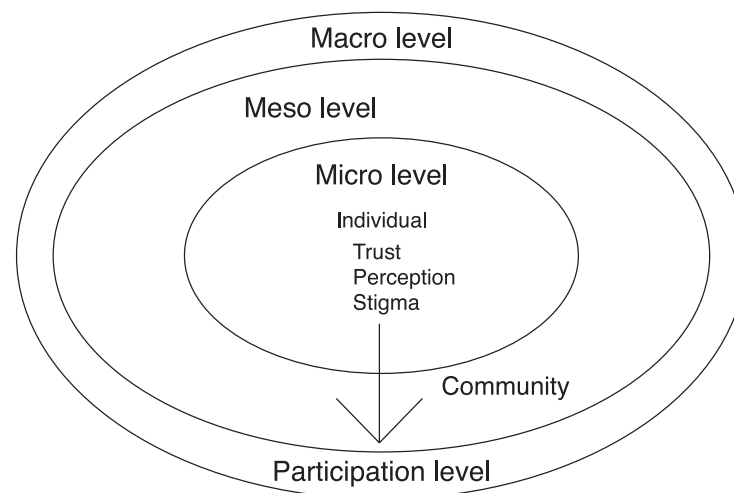 Macro level
Meso level
Micro level
Individual
Trust
Perception
Stigma
Community
Participation level